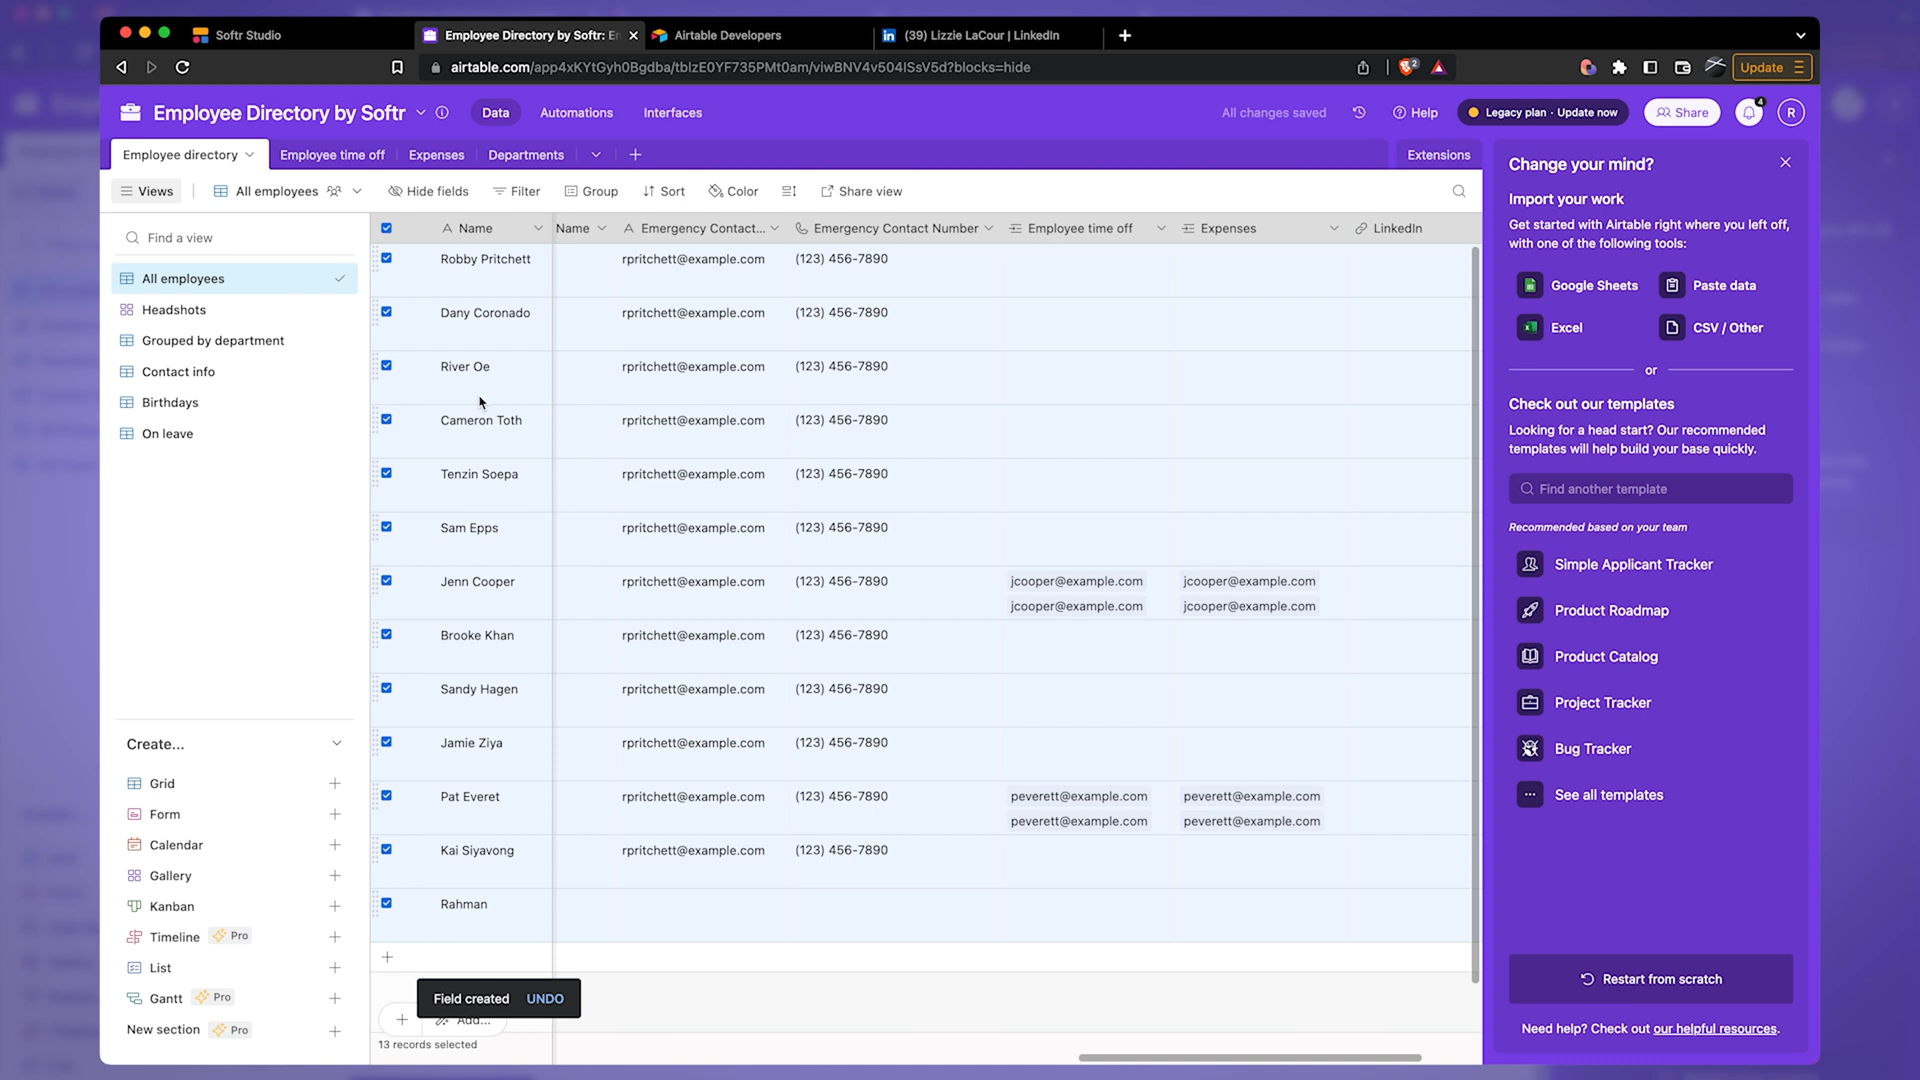 Softr Studio
Employee Directory by Softr: E
Airtable Developers
(39) Lizzie LaCour | LinkedIn
airtable.com/app4xKYtGyh0Bgdba/tblzE0YF735PMt0am/viwBNV4v504ISsV5d?blocks=hide
2
Update
Employee Directory by Softr
Data
Automations
Interfaces
All changes saved
Help
Legacy plan · Update now
Share
4
R
Employee directory
Employee time off
Expenses
Departments
Extensions
Views
All employees
Hide fields
Filter
Group
Sort
Color
Share view
Find a view
All employees
Headshots
Grouped by department
Contact info
Birthdays
On leave
Create...
Grid
Form
Calendar
Gallery
Kanban
Timeline Pro
List
Gantt Pro
New section Pro
Name Name Emergency Contact... Emergency Contact Number Employee time off Expenses LinkedIn
Robby Pritchett rpritchett@example.com (123) 456-7890
Dany Coronado rpritchett@example.com (123) 456-7890
River Oe rpritchett@example.com (123) 456-7890
Cameron Toth rpritchett@example.com (123) 456-7890
Tenzin Soepa rpritchett@example.com (123) 456-7890
Sam Epps rpritchett@example.com (123) 456-7890
Jenn Cooper rpritchett@example.com (123) 456-7890 jcooper@example.com jcooper@example.com
jcooper@example.com jcooper@example.com
Brooke Khan rpritchett@example.com (123) 456-7890
Sandy Hagen rpritchett@example.com (123) 456-7890
Jamie Ziya rpritchett@example.com (123) 456-7890
Pat Everet rpritchett@example.com (123) 456-7890 peverett@example.com peverett@example.com
peverett@example.com peverett@example.com
Kai Siyavong rpritchett@example.com (123) 456-7890
Rahman
Field created UNDO
Add...
13 records selected
Change your mind?
Import your work
Get started with Airtable right where you left off,
with one of the following tools:
Google Sheets
Paste data
Excel
CSV / Other
or
Check out our templates
Looking for a head start? Our recommended
templates will help build your base quickly.
Find another template
Recommended based on your team
Simple Applicant Tracker
Product Roadmap
Product Catalog
Project Tracker
Bug Tracker
See all templates
Restart from scratch
Need help? Check out our helpful resources.